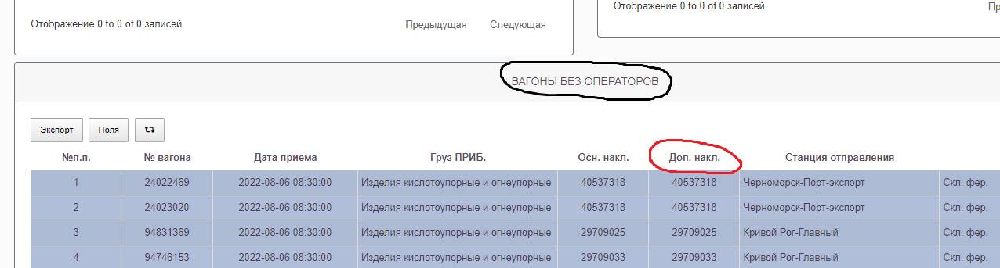 Отображение 0 to 0 of 0 записей Предыдущая Следующая
Отображение 0 to 0 of 0 записей
ВАГОНЫ БЕЗ ОПЕРАТОРОВ
Экспорт Поля
№п.п. № вагона Дата приема Груз ПРИБ. Осн. накл. Доп. накл. Станция отправления
1 24022469 2022-08-06 08:30:00 Изделия кислотоупорные и огнеупорные 40537318 40537318 Черноморск-Порт-экспорт Скл. фер.
2 24023020 2022-08-06 08:30:00 Изделия кислотоупорные и огнеупорные 40537318 40537318 Черноморск-Порт-экспорт Скл. фер.
3 94831369 2022-08-06 08:30:00 Изделия кислотоупорные и огнеупорные 29709025 29709025 Кривой Рог-Главный Скл. фер.
4 94746153 2022-08-06 08:30:00 Изделия кислотоупорные и огнеупорные 29709033 29709033 Кривой Рог-Главный Скл. фер.